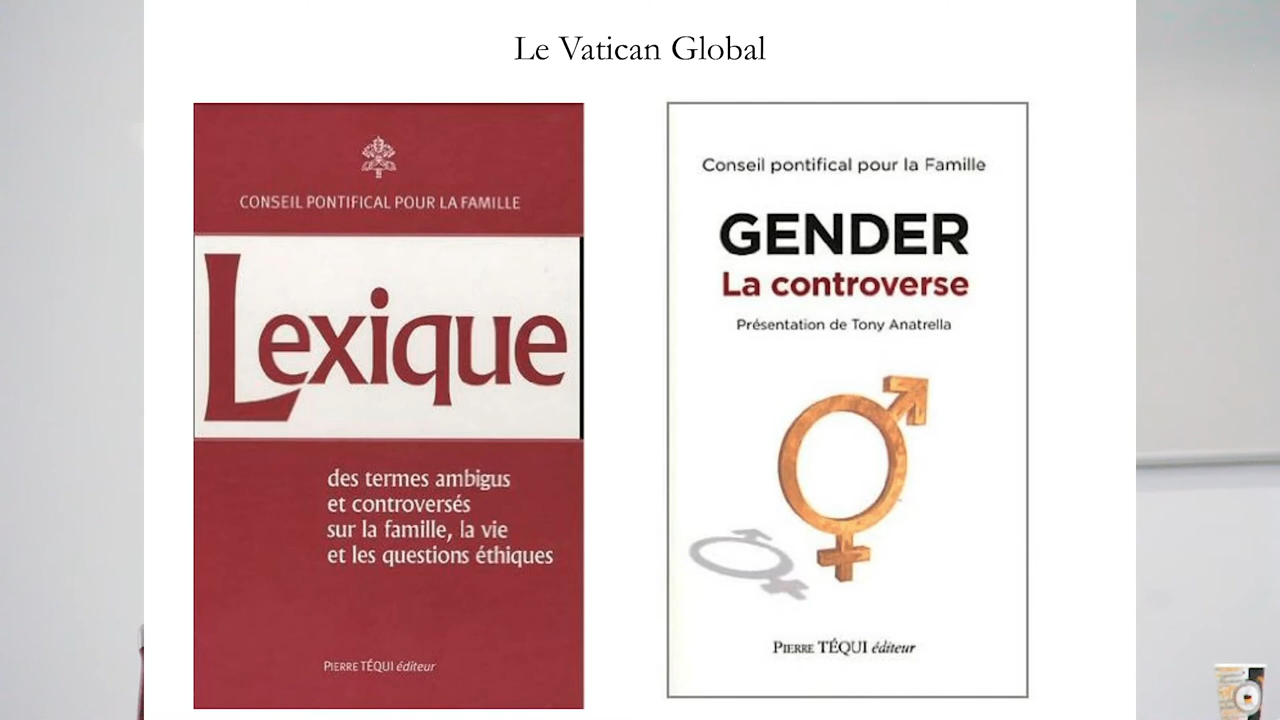 Le Vatican Global
CONSEIL PONTIFICAL POUR LA FAMILLE
Lexique
des termes ambigus
et controversés
sur la famille, la vie
et les questions éthiques
PIERRE TÉQUI éditeur
Conseil pontifical pour la Famille
GENDER
La controverse
Présentation de Tony Anatrella
PIERRE TÉQUI éditeur